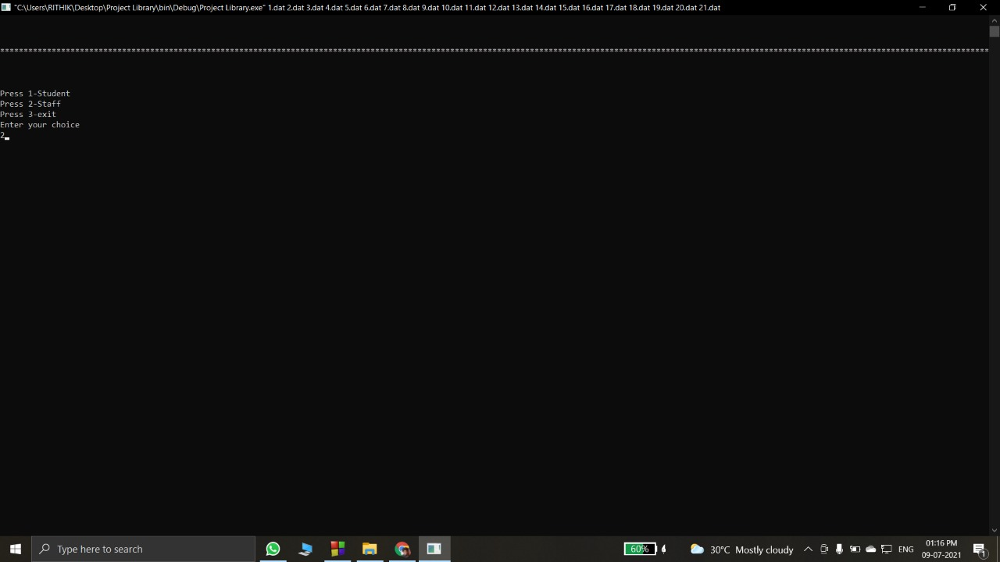 "C:\Users\RITHIK\Desktop\Project Library\bin\Debug\Project Library.exe" 1.dat 2.dat 3.dat 4.dat 5.dat 6.dat 7.dat 8.dat 9.dat 10.dat 11.dat 12.dat 13.dat 14.dat 15.dat 16.dat 17.dat 18.dat 19.dat 20.dat 21.dat
Press 1-Student
Press 2-Staff
Press 3-exit
Enter your choice
2
Type here to search
60%
30°C Mostly cloudy
ENG
01:16 PM
09-07-2021
1